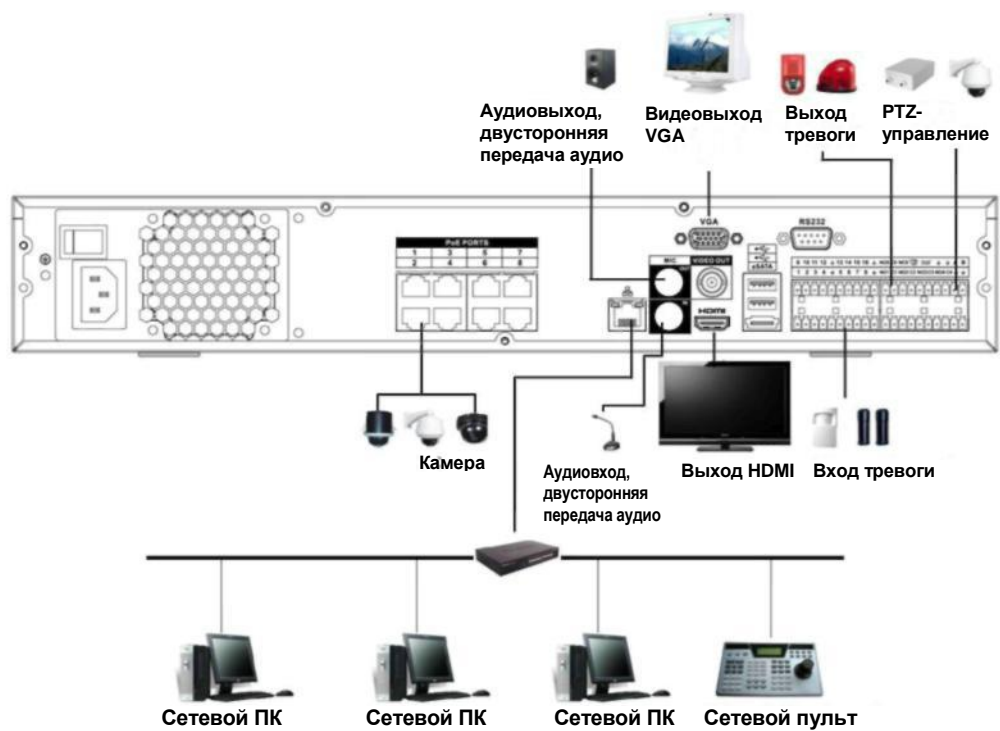 Аудиовыход,
двусторонняя
передача аудио
Видеовыход
VGA
Выход
тревоги
PTZ-
управление
VGA
RS232
PoE PORTS
1 3 5 7
2 4 6 8
MIC
OUT
VIDEO OUT
eSATA
IN
HDMI
Камера
Аудиовход,
двусторонняя
передача аудио
Выход HDMI
Вход тревоги
Сетевой ПК
Сетевой ПК
Сетевой ПК
Сетевой пульт